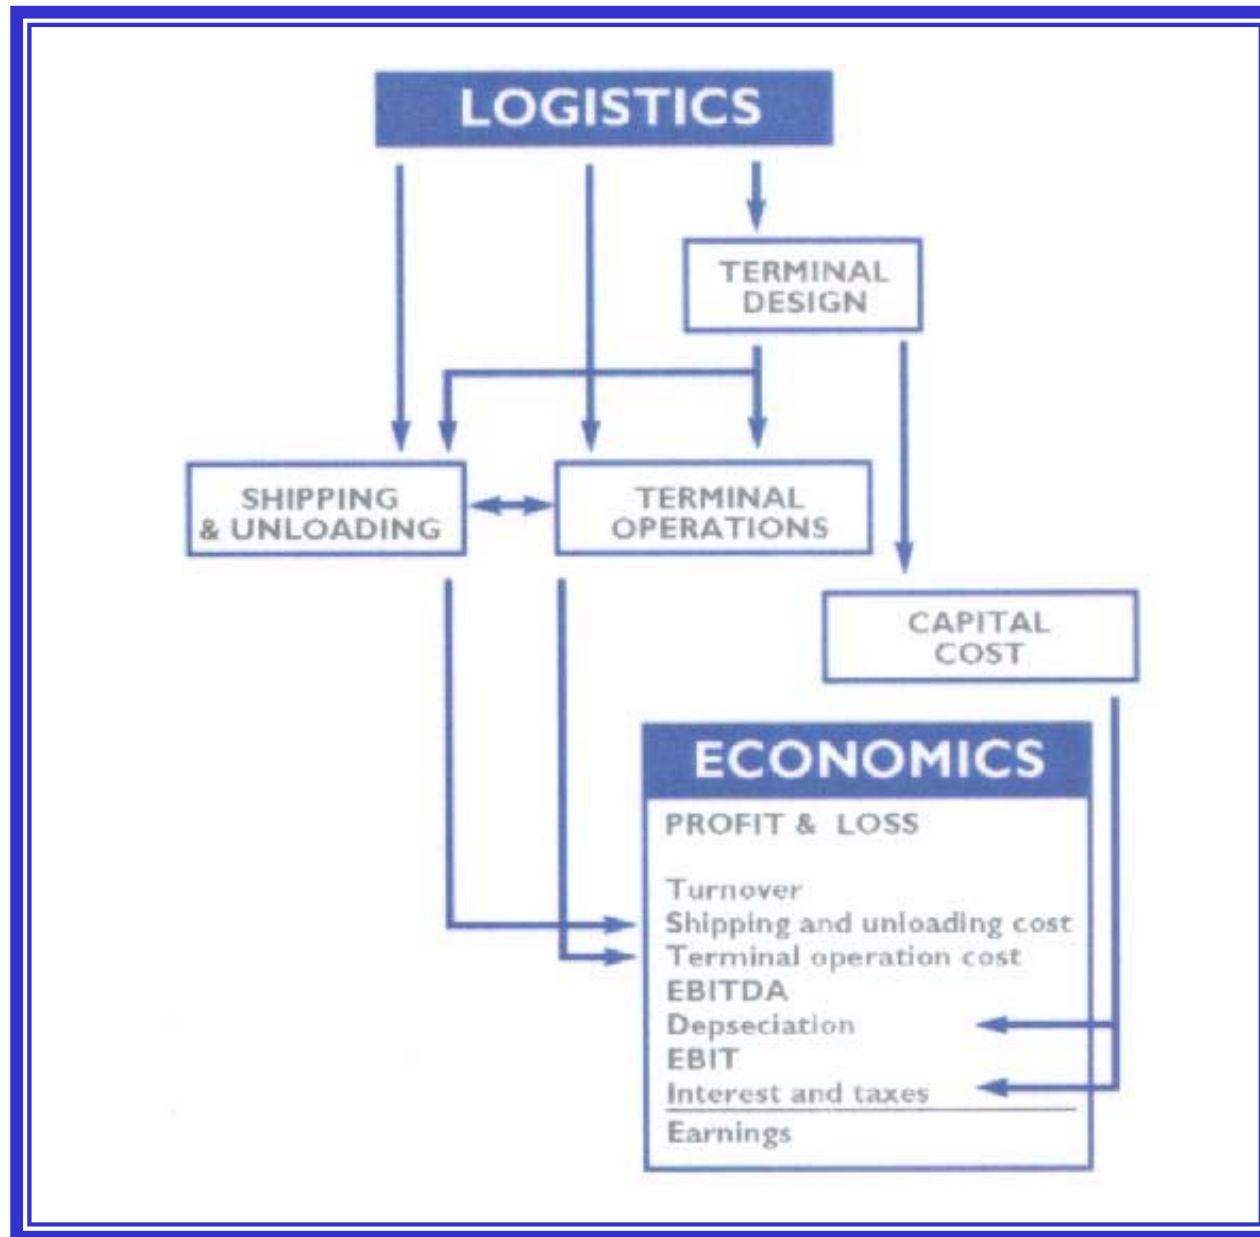 LOGISTICS
TERMINAL
DESIGN
SHIPPING
& UNLOADING
TERMINAL
OPERATIONS
CAPITAL
COST
ECONOMICS
PROFIT & LOSS
Turnover
Shipping and unloading cost
Terminal operation cost
EBITDA
Depseciation
EBIT
Interest and taxes
Earnings